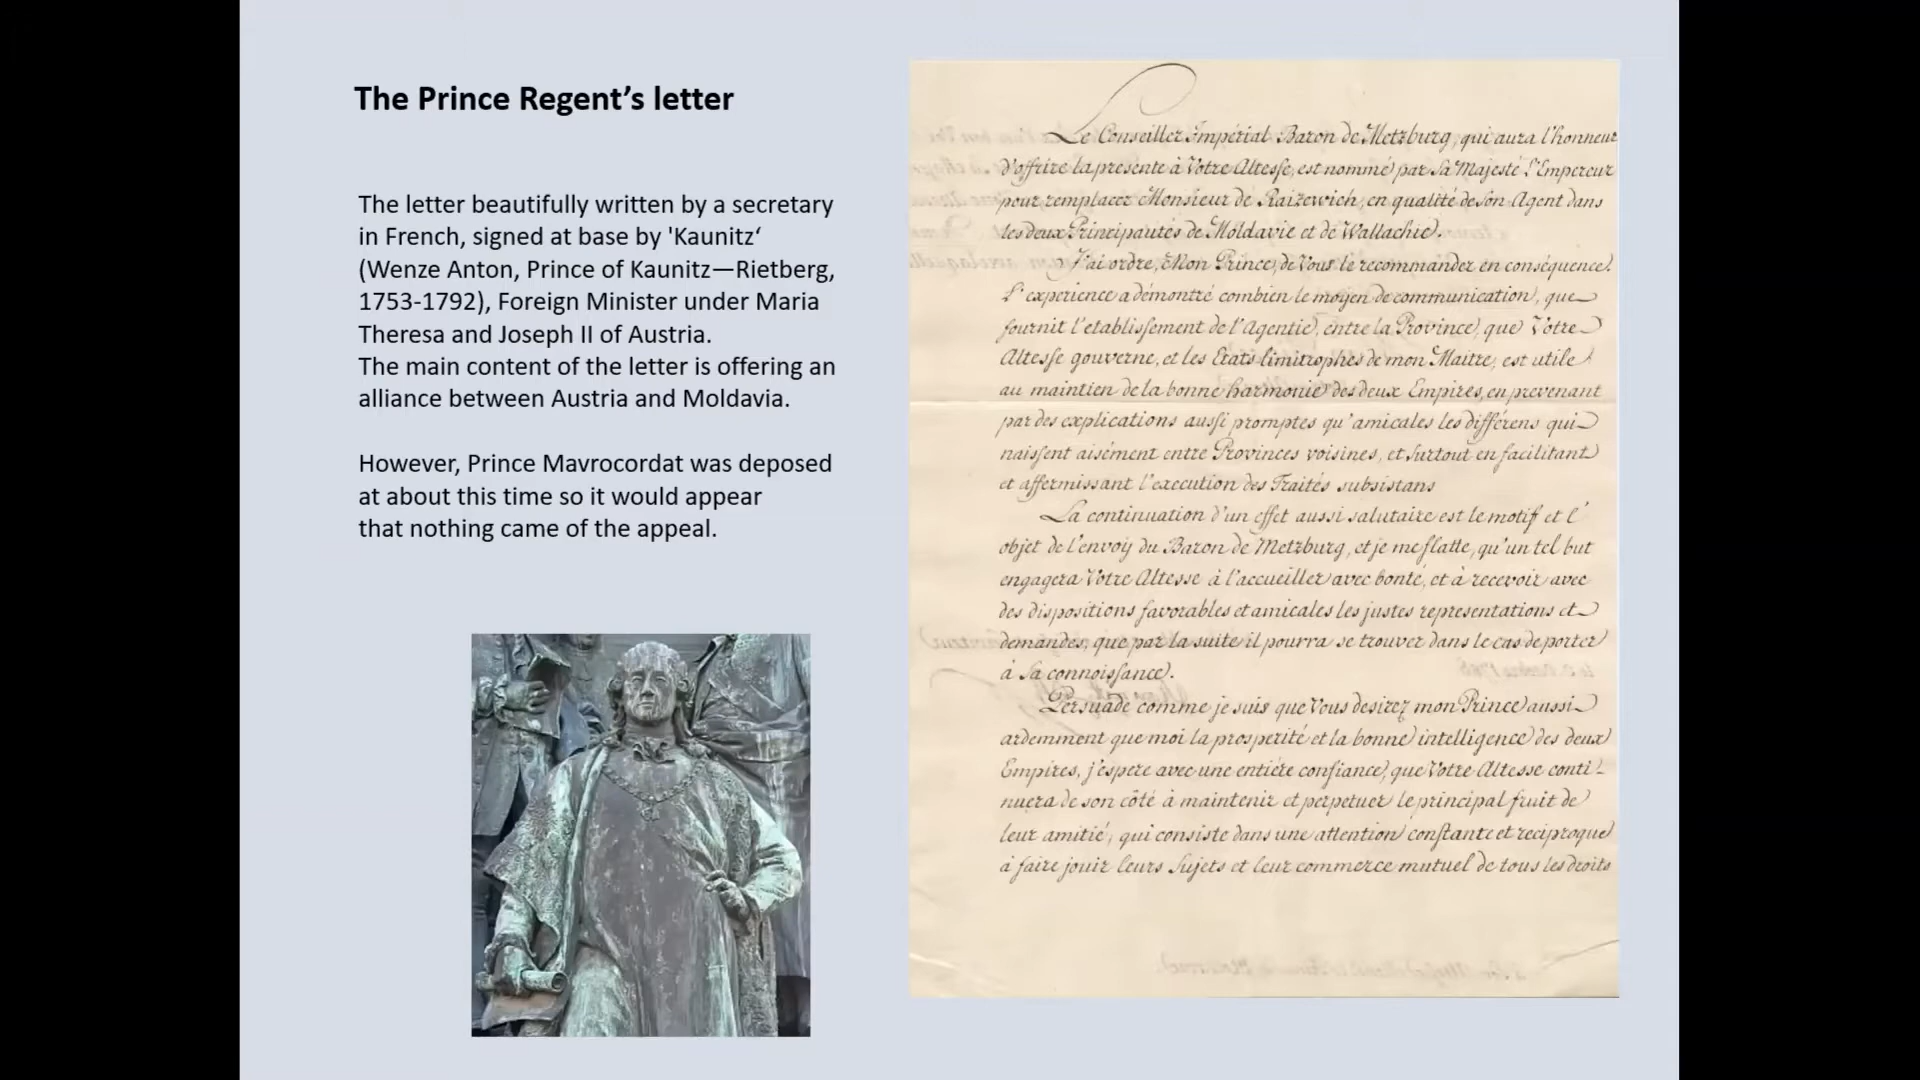 The Prince Regent’s letter
The letter beautifully written by a secretary
in French, signed at base by 'Kaunitz‘
(Wenze Anton, Prince of Kaunitz—Rietberg,
1753-1792), Foreign Minister under Maria
Theresa and Joseph II of Austria.
The main content of the letter is offering an
alliance between Austria and Moldavia.
However, Prince Mavrocordat was deposed
at about this time so it would appear
that nothing came of the appeal.
Le Conseiller Impérial Baron de Metzburg, qui aura l'honneur
d'offrire la presente à Votre Altesse, est nommé par Sa Majesté l'Empereur
pour remplacer Monsieur de Raizewich, en qualité de son Agent dans
les deux Principautés de Moldavie et de Wallachie.
J'ai ordre, Mon Prince, de Vous le recommander en conséquence.
L'experience a démontré combien le moyen de communication, que
fournit l'etablissement de l'Agentie, entre la Province, que Votre
Altesse gouverne, et les Etats limitrophes de mon Maitre, est utile
au maintien de la bonne harmonie des deux Empires, en prevenant
par des explications aussi promptes qu'amicales les différens qui
naissent aisément entre Provinces voisines, et surtout en facilitant
et affermissant l'execution des Traités subsistans
La continuation d'un effet aussi salutaire est le motif et l'
objet de l'envoy du Baron de Metzburg, et je me flatte, qu'un tel but
engagera Votre Altesse à l'accueiller avec bonté, et à recevoir avec
des dispositions favorables et amicales les justes representations et
demandes, que par la suite il pourra se trouver dans le cas de porter
à Sa connoissance.
Persuadé comme je suis que Vous desirez mon Prince aussi
ardemment que moi la prosperité et la bonne intelligence des deux
Empires, j'espere avec une entiére confiance, que Votre Altesse conti-
nuera de son côté à maintenir et perpetuer le principal fruit de
leur amitié, qui consiste dans une attention constante et reciproque
à faire jouir leurs Sujets et leur commerce mutuel de tous les droits